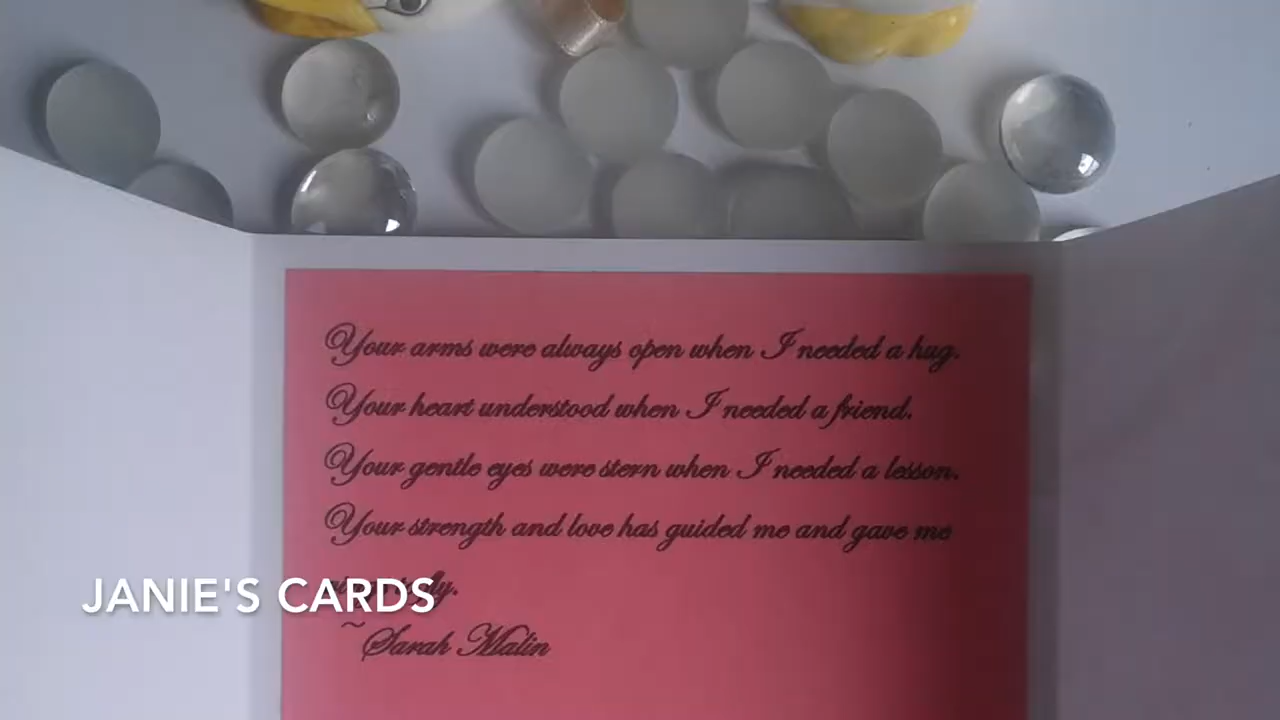 Your arms were always open when I needed a hug.
Your heart understood when I needed a friend.
Your gentle eyes were stern when I needed a lesson.
Your strength and love has guided me and gave me
fly.
~
Sarah Malin
JANIE'S CARDS